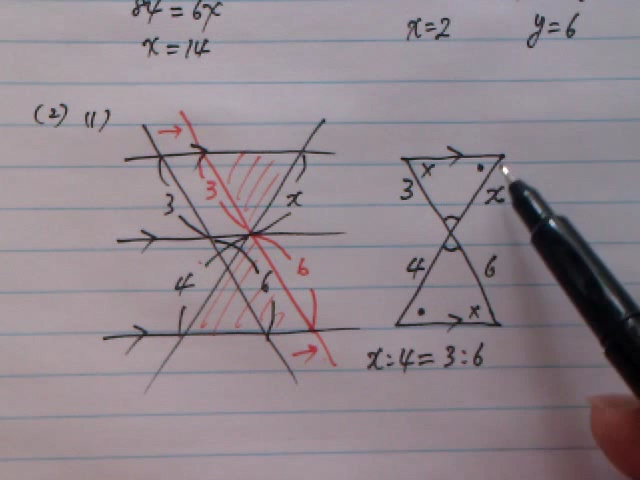 84 = 6x
x = 14
x = 2
y = 6
(2) (1)
3
3
x
4
6
6
x
3
x
4
6
x
x : 4 = 3 : 6